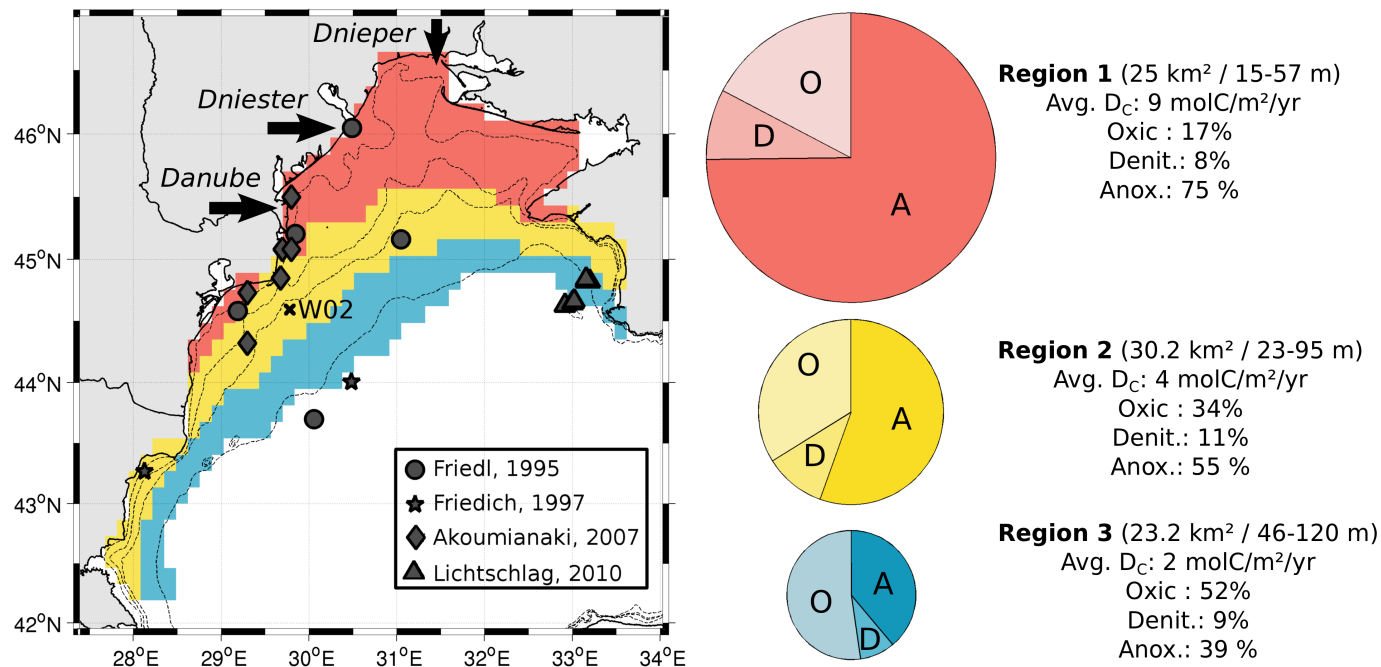 Dnieper
Dniester
Danube
46°N
45°N
44°N
43°N
42°N
28°E
29°E
30°E
31°E
32°E
33°E
34°E
W02
Friedl, 1995
Friedich, 1997
Akoumianaki, 2007
Lichtschlag, 2010
O
D
A
Region 1 (25 km² / 15-57 m)
Avg. D_C: 9 molC/m²/yr
Oxic : 17%
Denit.: 8%
Anox.: 75 %
O
D
A
Region 2 (30.2 km² / 23-95 m)
Avg. D_C: 4 molC/m²/yr
Oxic : 34%
Denit.: 11%
Anox.: 55 %
O
A
D
Region 3 (23.2 km² / 46-120 m)
Avg. D_C: 2 molC/m²/yr
Oxic : 52%
Denit.: 9%
Anox.: 39 %